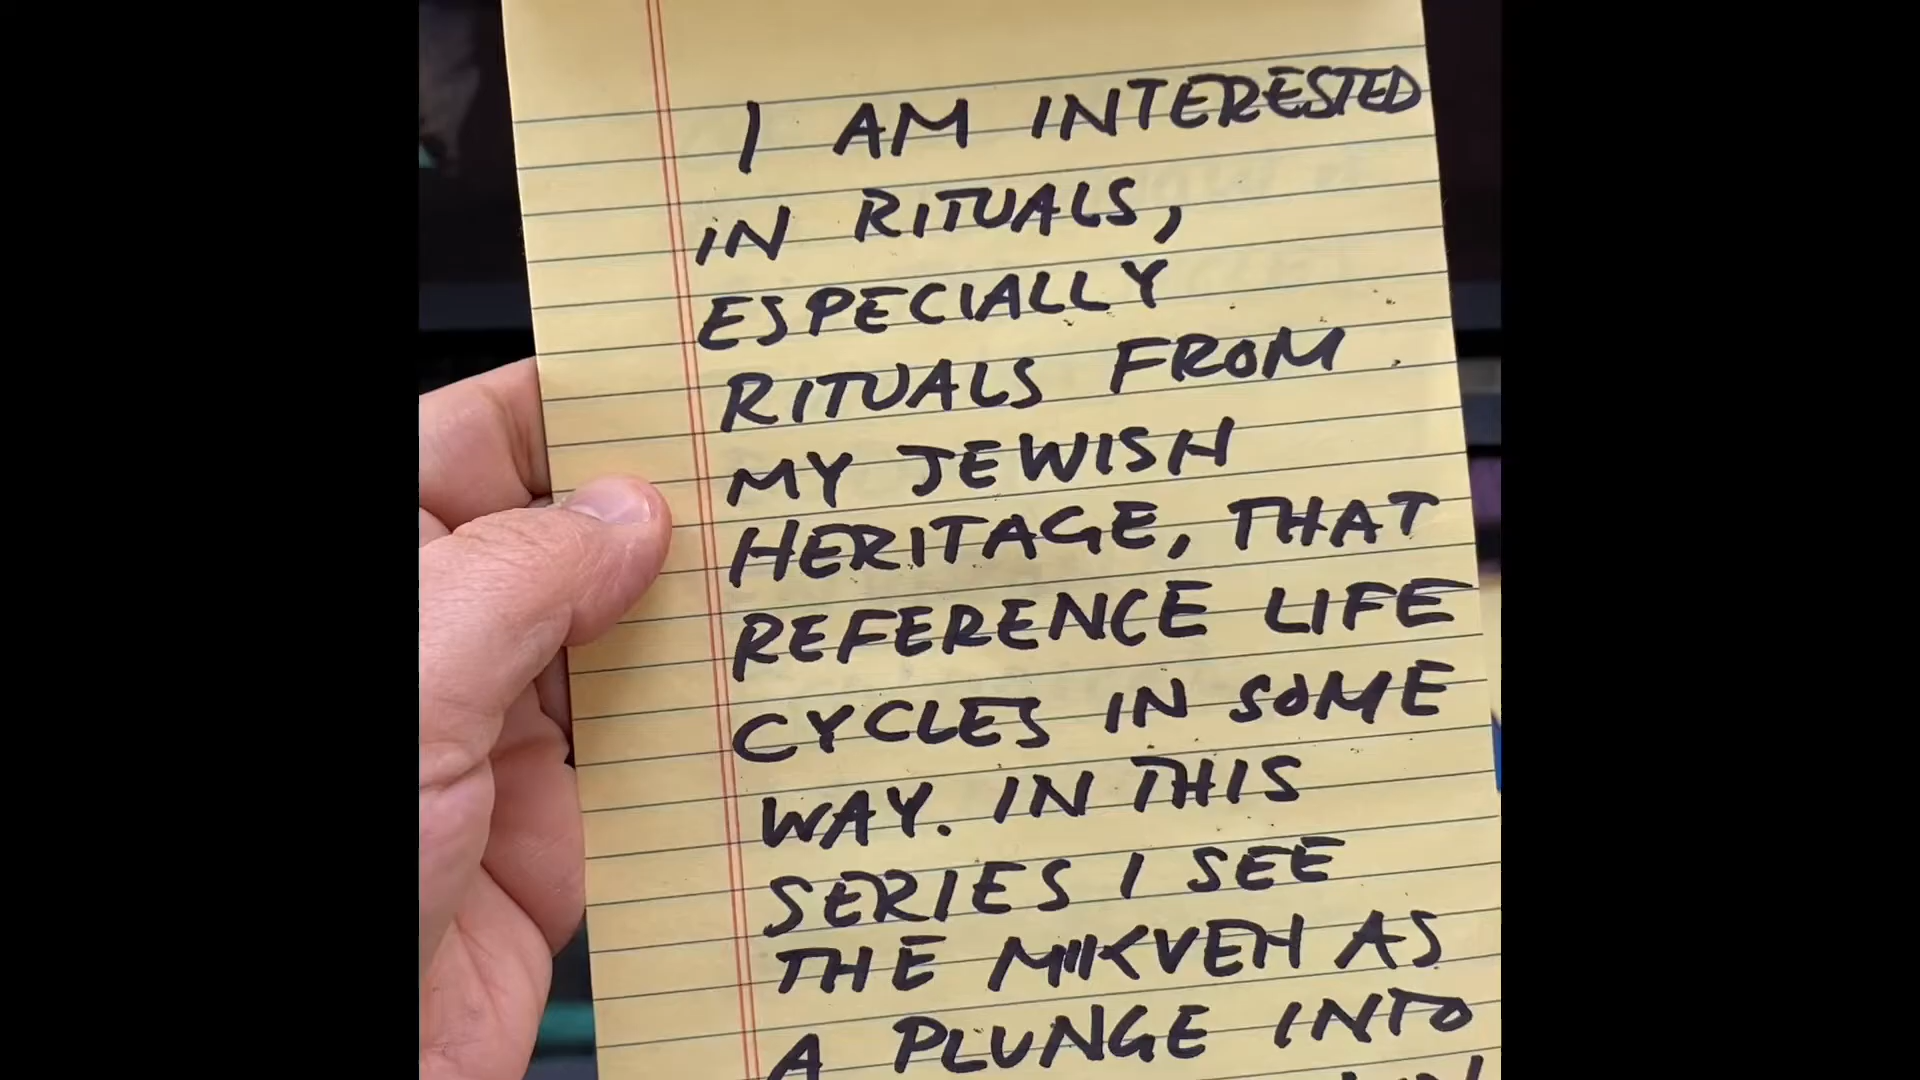 I AM INTERESTED
IN RITUALS,
ESPECIALLY
RITUALS FROM
MY JEWISH
HERITAGE, THAT
REFERENCE LIFE
CYCLES IN SOME
WAY. IN THIS
SERIES I SEE
THE MIKVEH AS
A PLUNGE INTO